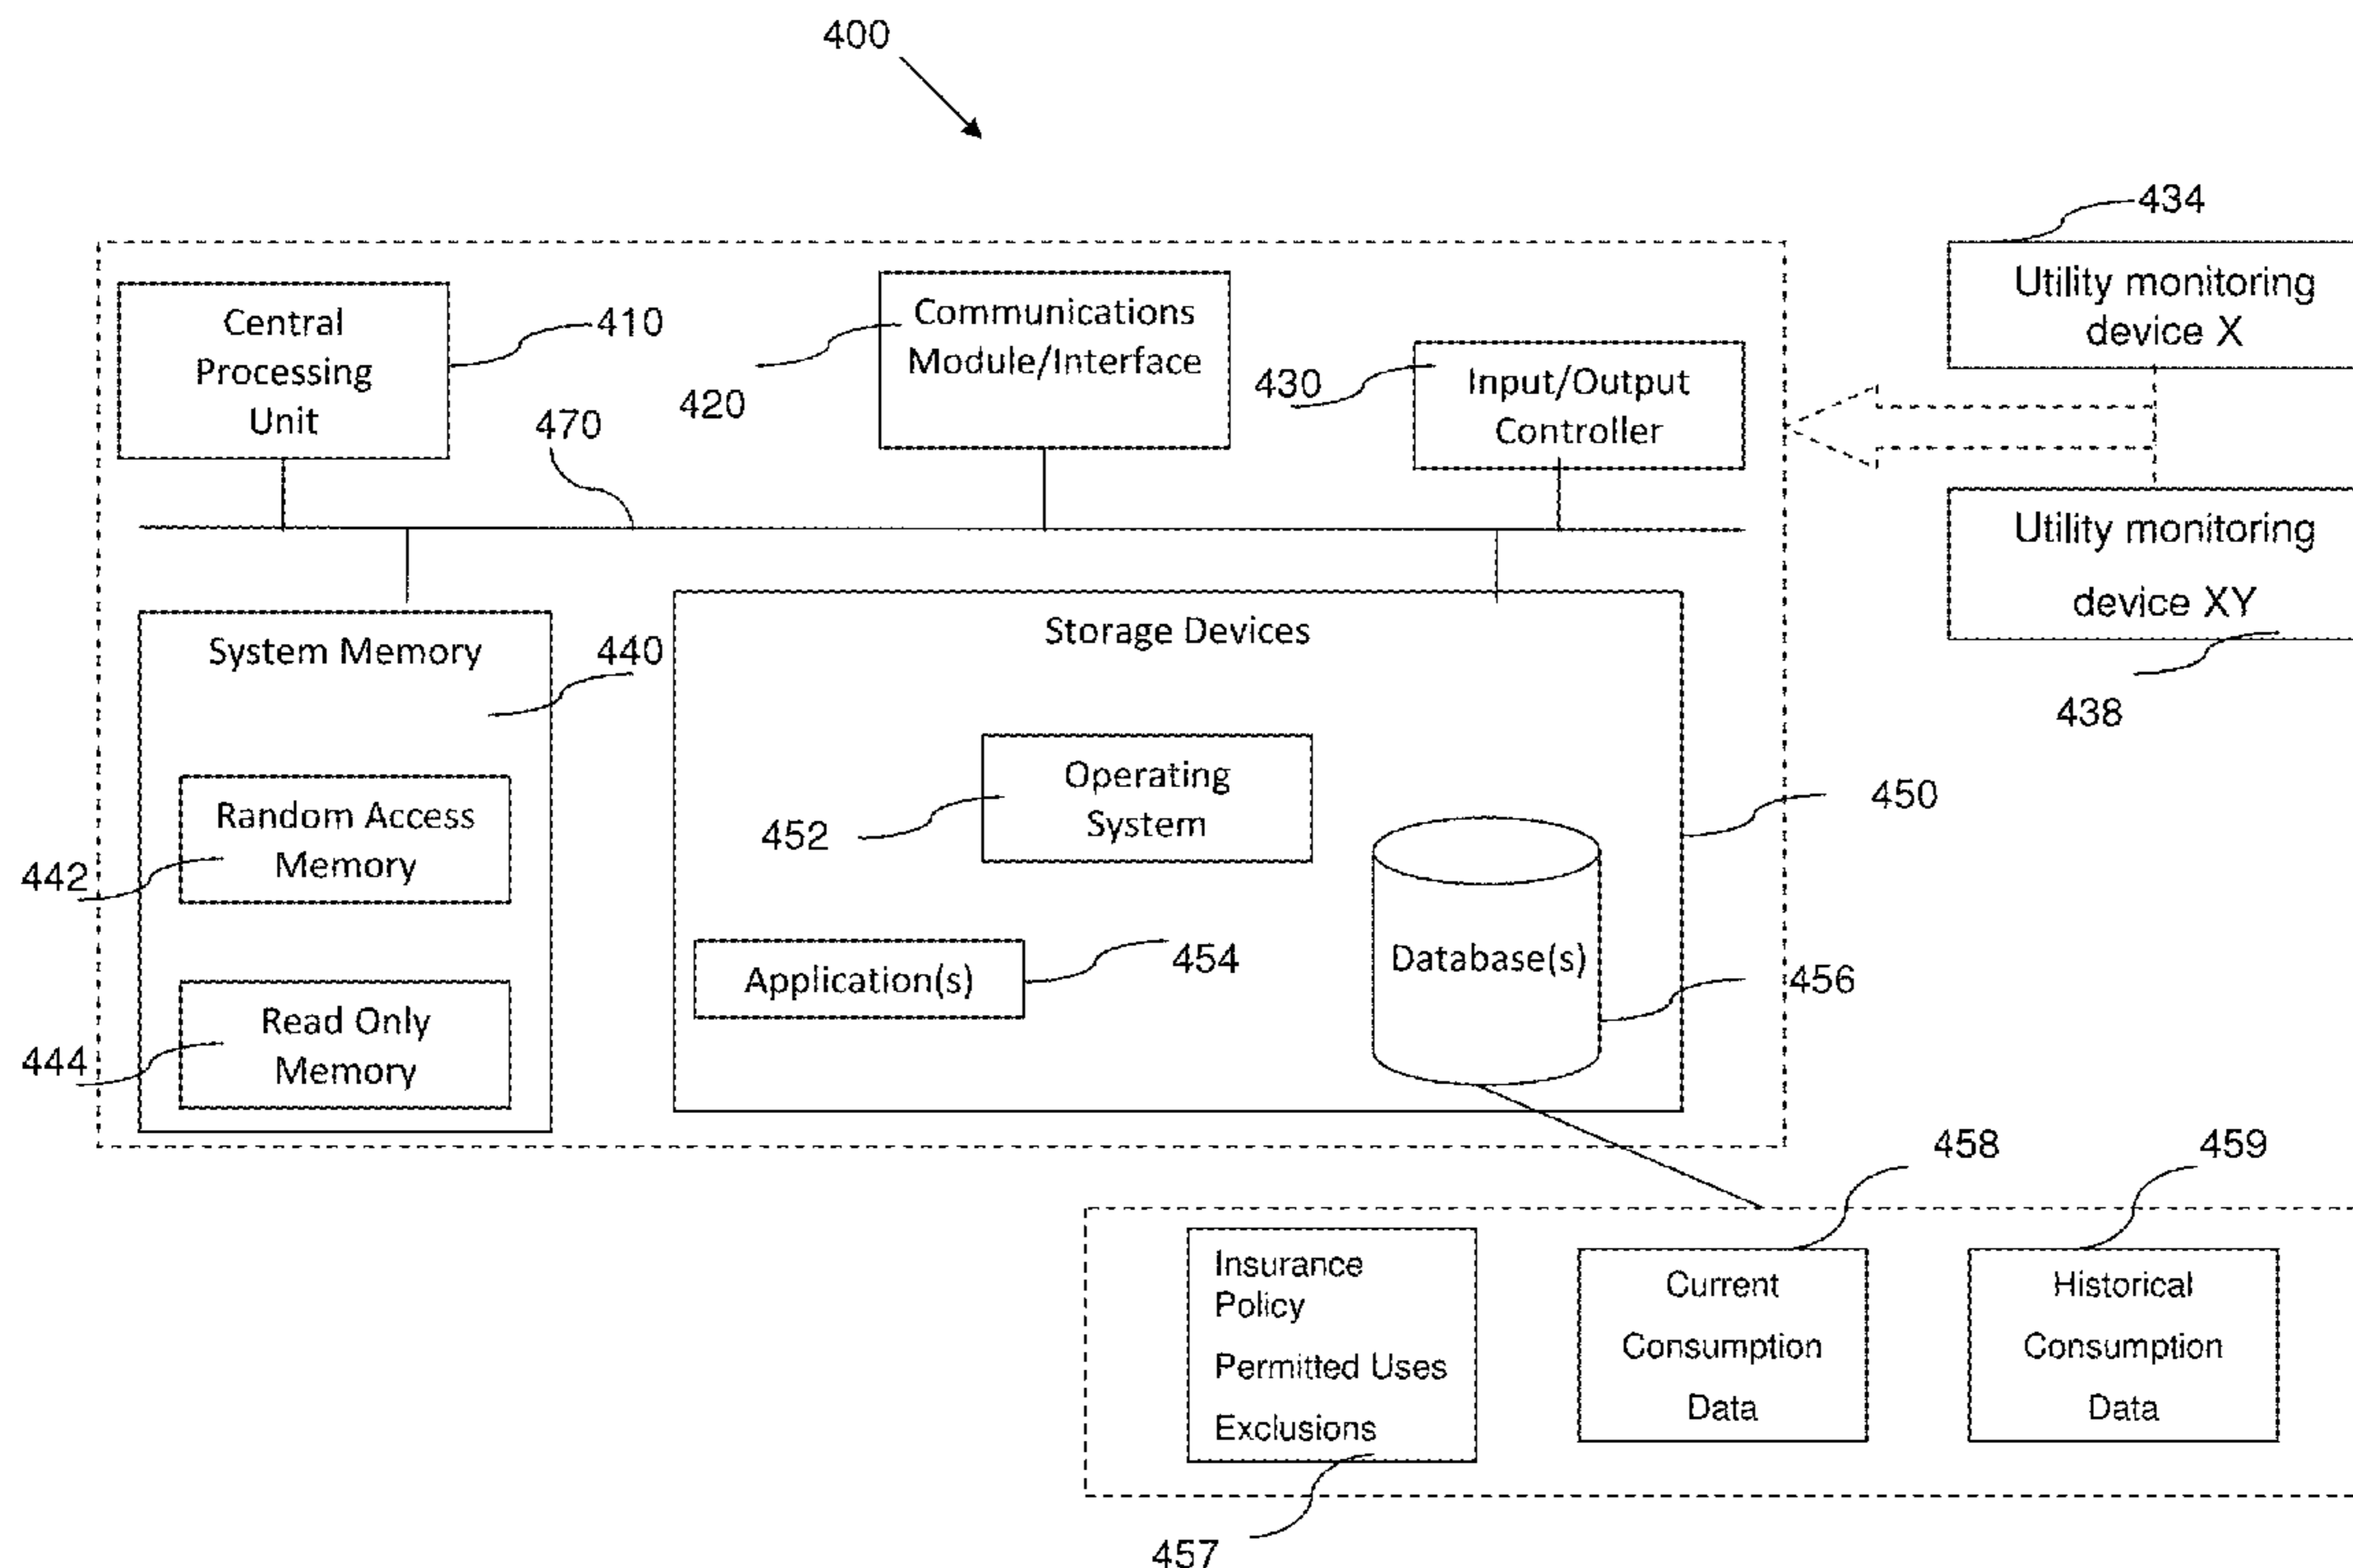 400
434
Utility monitoring
device X
Central
Processing
Unit
410
Communications
Module/Interface
420
430
Input/Output
Controller
470
Utility monitoring
device XY
438
System Memory
440
Random Access
Memory
442
Read Only
Memory
444
Storage Devices
450
Operating
System
452
Application(s)
454
Database(s)
456
458
459
Insurance
Policy
Permitted Uses
Exclusions
457
Current
Consumption
Data
Historical
Consumption
Data